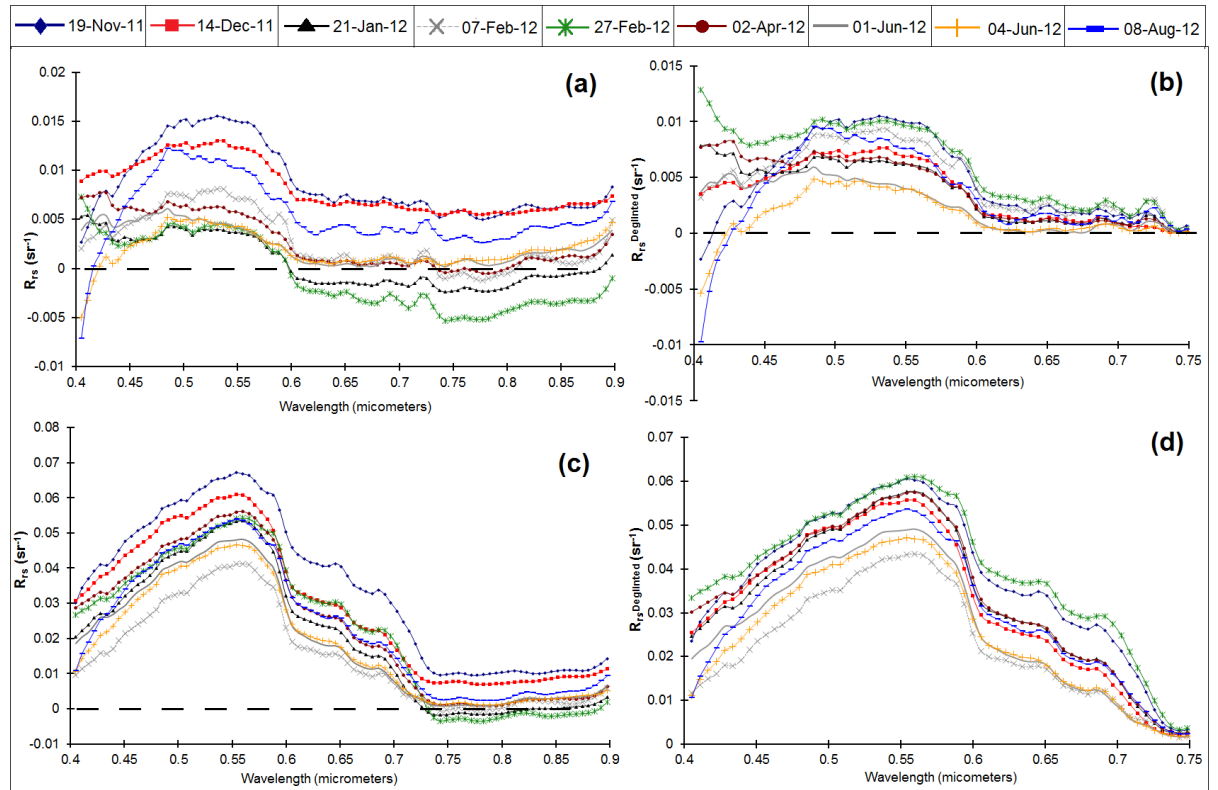 19-Nov-11 14-Dec-11 21-Jan-12 07-Feb-12 27-Feb-12 02-Apr-12 01-Jun-12 04-Jun-12 08-Aug-12
(a)
Rrs (sr-1)
0.02
0.015
0.01
0.005
0
-0.005
-0.01
0.4 0.45 0.5 0.55 0.6 0.65 0.7 0.75 0.8 0.85 0.9
Wavelength (micometers)
(b)
Rrs Deglinted (sr-1)
0.015
0.01
0.005
0
-0.005
-0.01
-0.015
0.4 0.45 0.5 0.55 0.6 0.65 0.7 0.75
Wavelength (micometers)
(c)
Rrs (sr-1)
0.08
0.07
0.06
0.05
0.04
0.03
0.02
0.01
0
-0.01
0.4 0.45 0.5 0.55 0.6 0.65 0.7 0.75 0.8 0.85 0.9
Wavelength (micometers)
(d)
Rrs Deglinted (sr-1)
0.07
0.06
0.05
0.04
0.03
0.02
0.01
0
0.4 0.45 0.5 0.55 0.6 0.65 0.7 0.75
Wavelength (micometers)